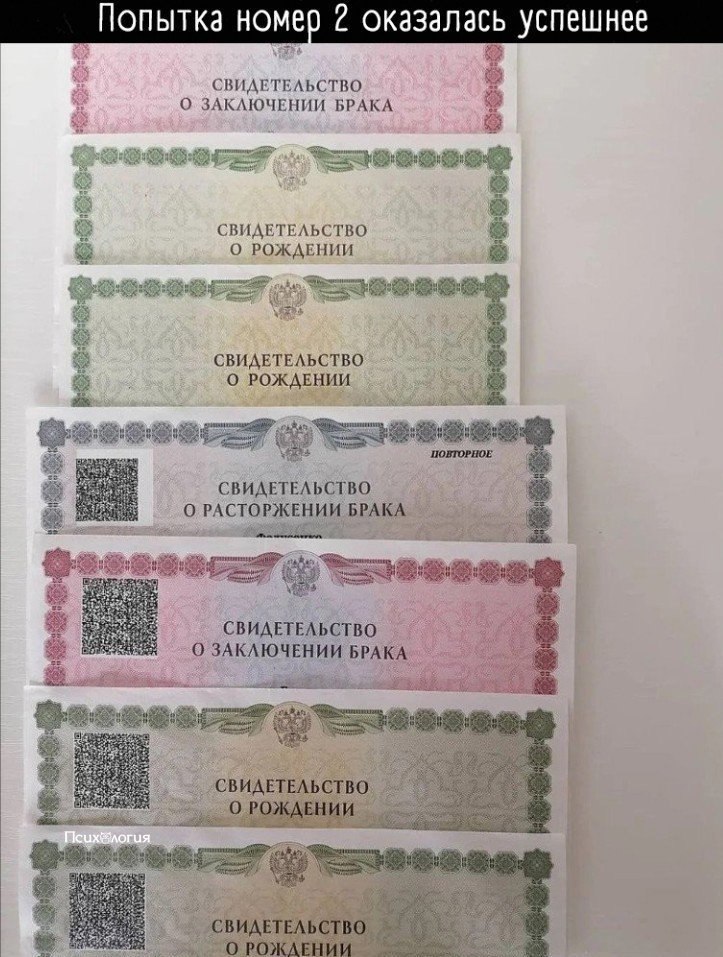 Попытка номер 2 оказалась успешнее
СВИДЕТЕЛЬСТВО
О ЗАКЛЮЧЕНИИ БРАКА
СВИДЕТЕЛЬСТВО
О РОЖДЕНИИ
СВИДЕТЕЛЬСТВО
О РОЖДЕНИИ
ПОВТОРНОЕ
СВИДЕТЕЛЬСТВО
О РАСТОРЖЕНИИ БРАКА
СВИДЕТЕЛЬСТВО
О ЗАКЛЮЧЕНИИ БРАКА
СВИДЕТЕЛЬСТВО
О РОЖДЕНИИ
Психология
СВИДЕТЕЛЬСТВО
О РОЖДЕНИИ